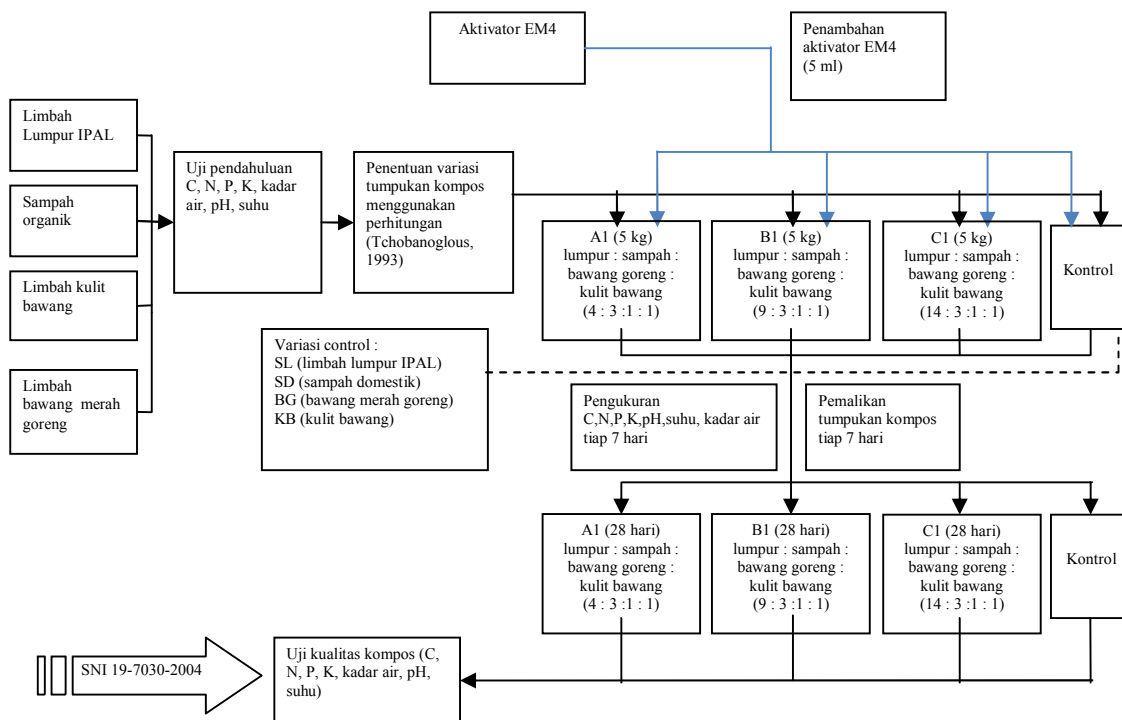 Aktivator EM4
Penambahan
aktivator EM4
(5 ml)
Limbah
Lumpur IPAL
Sampah
organik
Limbah kulit
bawang
Limbah
bawang merah
goreng
Uji pendahuluan
C, N, P, K, kadar
air, pH, suhu
Penentuan variasi
tumpukan kompos
menggunakan
perhitungan
(Tchobanoglous,
1993)
A1 (5 kg)
lumpur : sampah :
bawang goreng :
kulit bawang
(4 : 3 :1 : 1)
B1 (5 kg)
lumpur : sampah :
bawang goreng :
kulit bawang
(9 : 3 :1 : 1)
C1 (5 kg)
lumpur : sampah :
bawang goreng :
kulit bawang
(14 : 3 :1 : 1)
Kontrol
Variasi control :
SL (limbah lumpur IPAL)
SD (sampah domestik)
BG (bawang merah goreng)
KB (kulit bawang)
Pengukuran
C,N,P,K,pH,suhu, kadar air
tiap 7 hari
Pemalikan
tumpukan kompos
tiap 7 hari
A1 (28 hari)
lumpur : sampah :
bawang goreng :
kulit bawang
(4 : 3 :1 : 1)
B1 (28 hari)
lumpur : sampah :
bawang goreng :
kulit bawang
(9 : 3 :1 : 1)
C1 (28 hari)
lumpur : sampah :
bawang goreng :
kulit bawang
(14 : 3 :1 : 1)
Kontrol
SNI 19-7030-2004
Uji kualitas kompos (C,
N, P, K, kadar air, pH,
suhu)